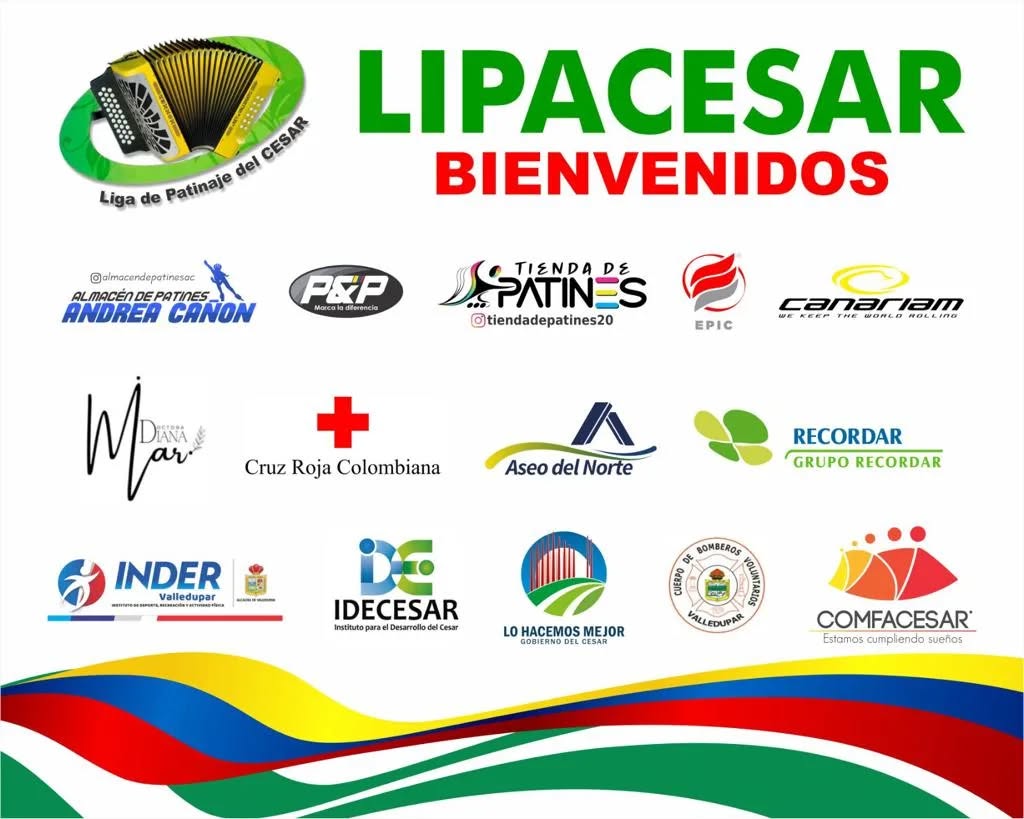 LIPACESAR
BIENVENIDOS
Liga de Patinaje del CESAR
@almacendepatinesac
ALMACÉN DE PATINES
ANDREA CAÑON
P&P
Marca la diferencia
TIENDA DE
PATINES
@tiendadepatines20
EPIC
canariam
WE KEEP THE WORLD ROLLING
DOCTORA
DIANA
Mar.
Cruz Roja Colombiana
Aseo del Norte
RECORDAR
GRUPO RECORDAR
INDER
Valledupar
INSTITUTO DE DEPORTE, RECREACIÓN Y ACTIVIDAD FÍSICA
ALCALDÍA DE VALLEDUPAR
IDECESAR
Instituto para el Desarrollo del Cesar
LO HACEMOS MEJOR
GOBIERNO DEL CESAR
CUERPO DE BOMBEROS VOLUNTARIOS
VALLEDUPAR
COMFACESAR
Estamos cumpliendo sueños